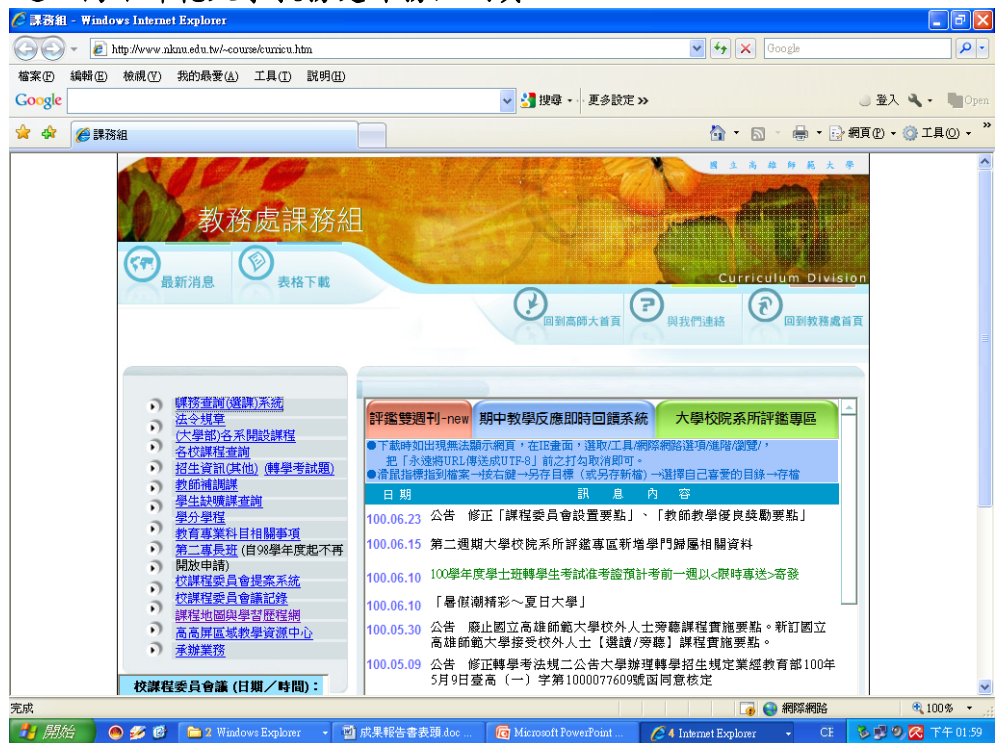 課務組 - Windows Internet Explorer
http://www.nknu.edu.tw/~course/curricu.htm
Google
檔案(F) 編輯(E) 檢視(V) 我的最愛(A) 工具(T) 說明(H)
Google 搜尋 更多設定 >> 登入 Open
課務組 網頁(P) 工具(O) »
國立高雄師範大學
教務處課務組
最新消息 表格下載
Curriculum Division
回到高師大首頁 與我們連絡 回到教務處首頁
課務查詢(選課)系統
法令規章
(大學部)各系開設課程
各校課程查詢
招生資訊(其他) (轉學考試題)
教師補調課
學生缺曠課查詢
學分學程
教育專業科目相關事項
第二專長班 (自98學年度起不再
開放申請)
校課程委員會提案系統
校課程委員會議記錄
課程地圖與學習歷程網
高高屏區域教學資源中心
承辦業務
校課程委員會議 (日期／時間)：
評鑑雙週刊-new 期中教學反應即時回饋系統 大學校院系所評鑑專區
●下載時如出現無法顯示網頁，在IE畫面，選取/工具/網際網路選項/進階/瀏覽/，
把「永遠將URL傳送成UTF-8」前之打勾取消即可。
●滑鼠指標指到檔案→按右鍵→另存目標（或另存新檔）→選擇自己喜愛的目錄→存檔
日期 訊息內容
100.06.23 公告 修正「課程委員會設置要點」、「教師教學優良獎勵要點」
100.06.15 第二週期大學校院系所評鑑專區新增學門歸屬相關資料
100.06.10 100學年度學士班轉學生考試准考證預計考前一週以<限時專送>寄發
100.06.10 「暑假潮精彩～夏日大學」
100.05.30 公告 廢止國立高雄師範大學校外人士旁聽課程實施要點。新訂國立
高雄師範大學接受校外人士【選讀/旁聽】課程實施要點。
100.05.09 公告 修正轉學考法規二公告大學辦理轉學招生規定業經教育部100年
5月9日臺高（一）字第1000077609號函同意核定
完成 網際網路 100%
開始 2 Windows Explorer 成果報告書表頭.doc ... Microsoft PowerPoint ... 4 Internet Explorer CH 下午 01:59